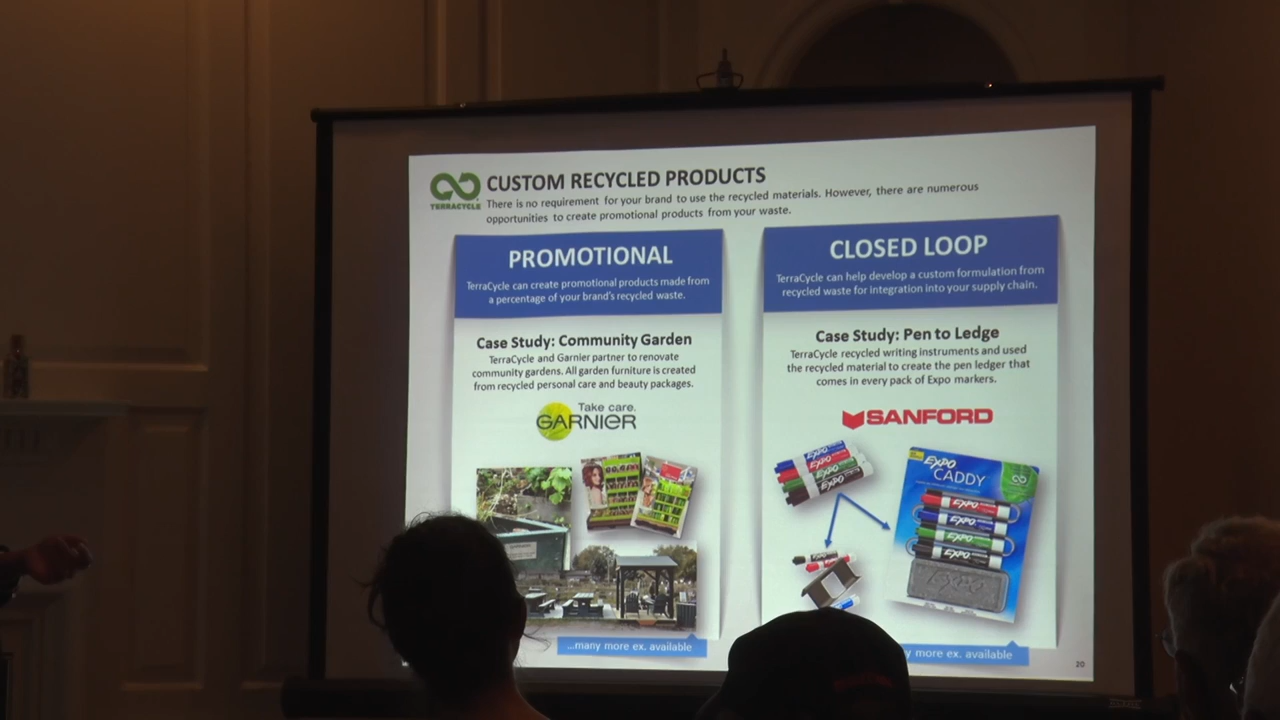 CUSTOM RECYCLED PRODUCTS
TERRACYCLE
There is no requirement for your brand to use the recycled materials. However, there are numerous
opportunities to create promotional products from your waste.
PROMOTIONAL
TerraCycle can create promotional products made from
a percentage of your brand's recycled waste.
Case Study: Community Garden
TerraCycle and Garnier partner to renovate
community gardens. All garden furniture is created
from recycled personal care and beauty packages.
Take care.
GARNIER
...many more ex. available
CLOSED LOOP
TerraCycle can help develop a custom formulation from
recycled waste for integration into your supply chain.
Case Study: Pen to Ledge
TerraCycle recycled writing instruments and used
the recycled material to create the pen ledger that
comes in every pack of Expo markers.
SANFORD
EXPO
EXPO
EXPO
EXPO
EXPO
CADDY
EXPO
EXPO
EXPO
EXPO
EXPO
more ex. available
20